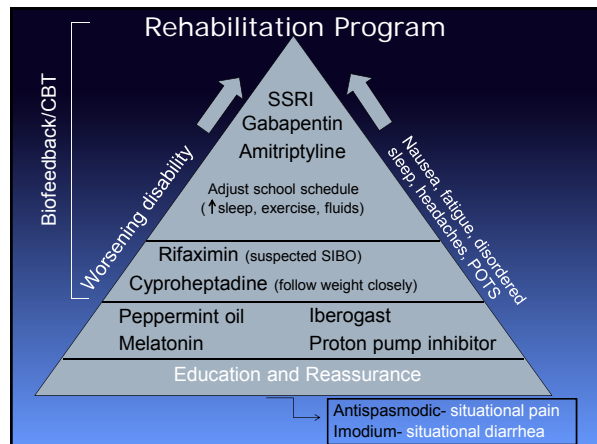 Rehabilitation Program
Biofeedback/CBT
Worsening disability
Nausea, fatigue, disordered
sleep, headaches, POTS
SSRI
Gabapentin
Amitriptyline
Adjust school schedule
(↑sleep, exercise, fluids)
Rifaximin (suspected SIBO)
Cyproheptadine (follow weight closely)
Peppermint oil Iberogast
Melatonin Proton pump inhibitor
Education and Reassurance
Antispasmodic- situational pain
Imodium- situational diarrhea